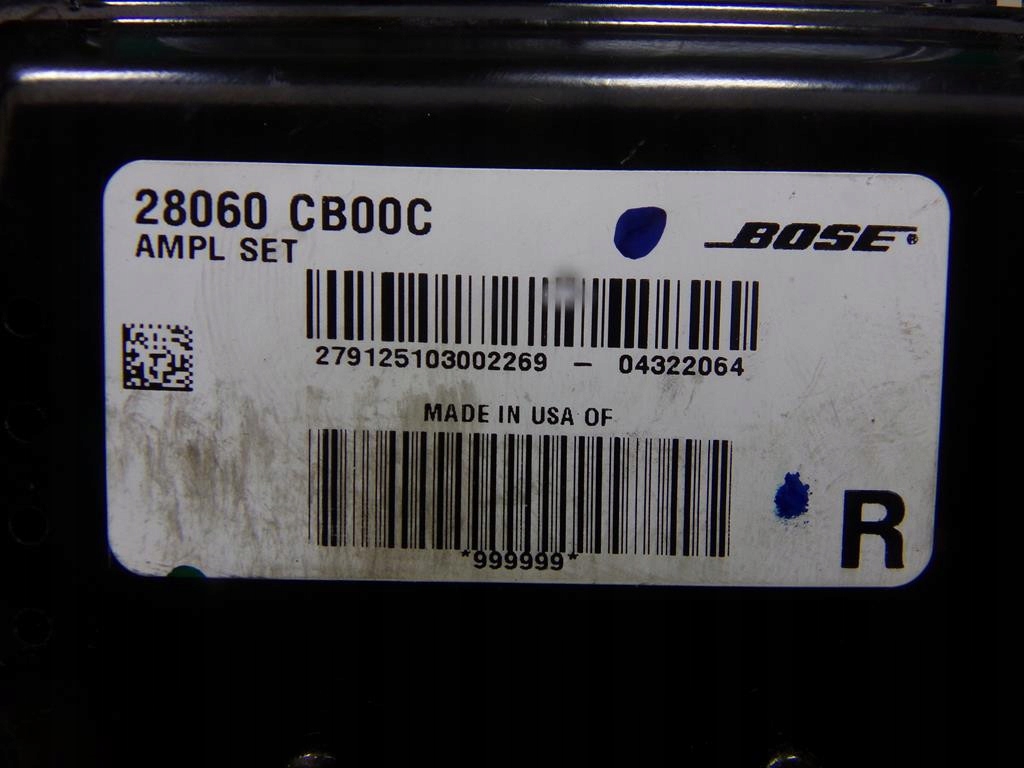 28060 CB00C
AMPL SET
BOSE®
279125103002269 – 04322064
MADE IN USA OF
*999999*
R